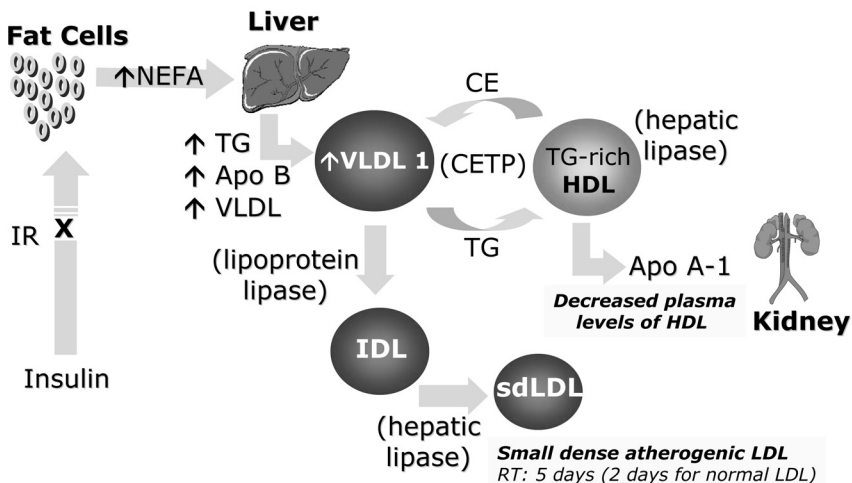 Liver
Fat Cells
↑NEFA
CE
↑ TG
↑ Apo B
↑ VLDL
↑VLDL 1
(CETP)
TG-rich
HDL
(hepatic
lipase)
IR
X
TG
(lipoprotein
lipase)
Apo A-1
Decreased plasma
levels of HDL
Kidney
IDL
Insulin
sdLDL
(hepatic
lipase)
Small dense atherogenic LDL
RT: 5 days (2 days for normal LDL)